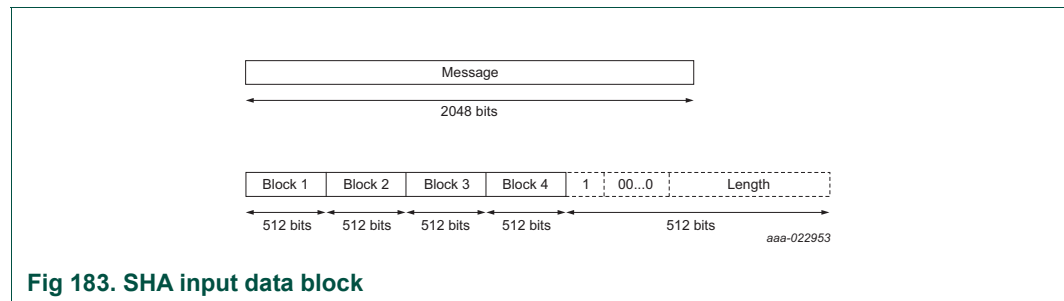 Message
2048 bits
Block 1 Block 2 Block 3 Block 4 1 00...0 Length
512 bits 512 bits 512 bits 512 bits 512 bits
aaa-022953
Fig 183. SHA input data block